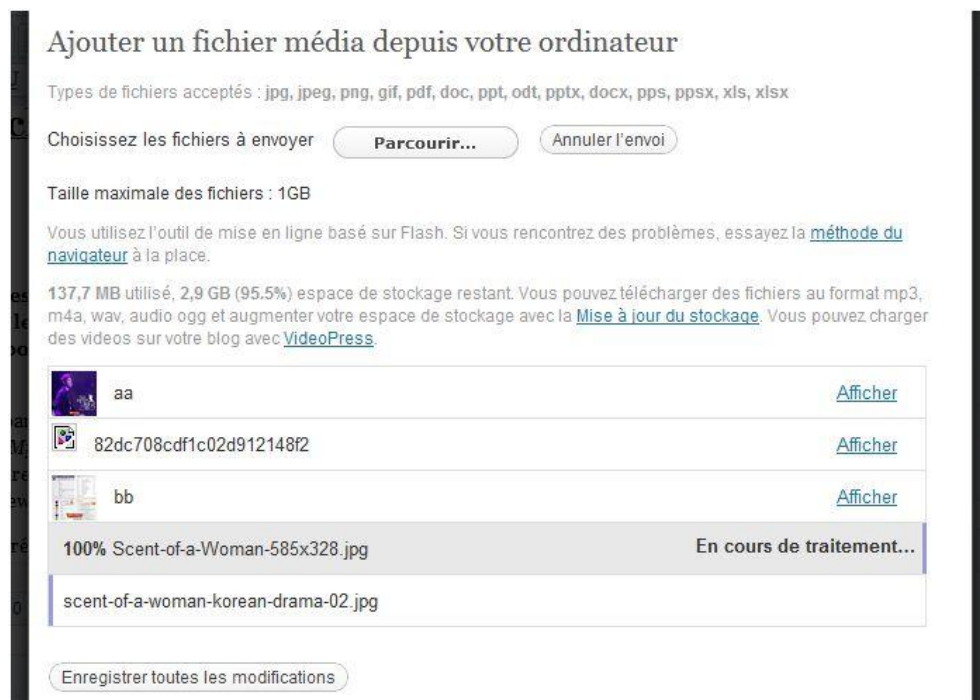 Ajouter un fichier média depuis votre ordinateur
Types de fichiers acceptés : jpg, jpeg, png, gif, pdf, doc, ppt, odt, pptx, docx, pps, ppsx, xls, xlsx
Choisissez les fichiers à envoyer Parcourir... Annuler l'envoi
Taille maximale des fichiers : 1GB
Vous utilisez l'outil de mise en ligne basé sur Flash. Si vous rencontrez des problèmes, essayez la méthode du
navigateur à la place.
137,7 MB utilisé, 2,9 GB (95.5%) espace de stockage restant. Vous pouvez télécharger des fichiers au format mp3,
m4a, wav, audio ogg et augmenter votre espace de stockage avec la Mise à jour du stockage. Vous pouvez charger
des videos sur votre blog avec VideoPress.
aa Afficher
82dc708cdf1c02d912148f2 Afficher
bb Afficher
100% Scent-of-a-Woman-585x328.jpg En cours de traitement...
scent-of-a-woman-korean-drama-02.jpg
Enregistrer toutes les modifications